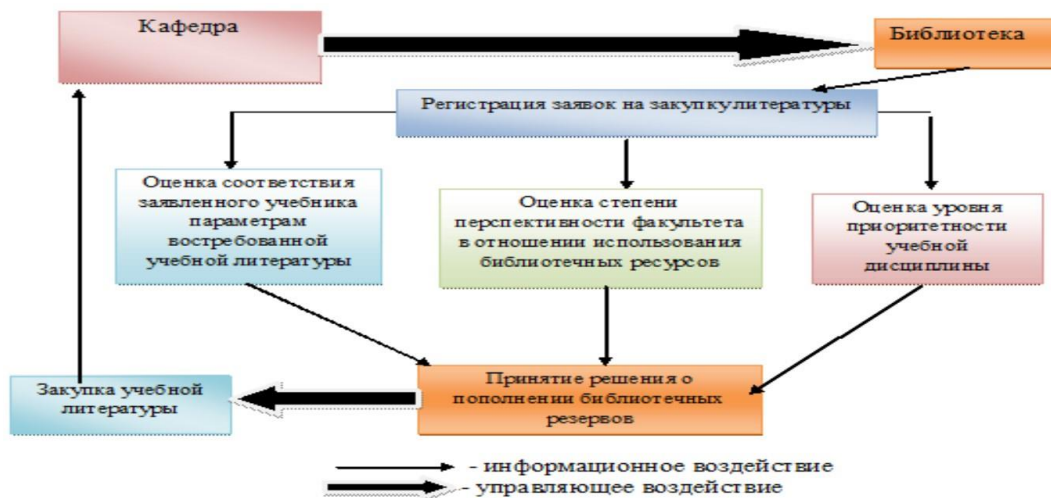 Кафедра
Библиотека
Регистрация заявок на закупку литературы
Оценка соответствия
заявленного учебника
параметрам
востребованной
учебной литературы
Оценка степени
перспективности факультета
в отношении использования
библиотечных ресурсов
Оценка уровня
приоритетности
учебной
дисциплины
Закупка учебной
литературы
Принятие решения о
пополнении библиотечных
резервов
- информационное воздействие
- управляющее воздействие